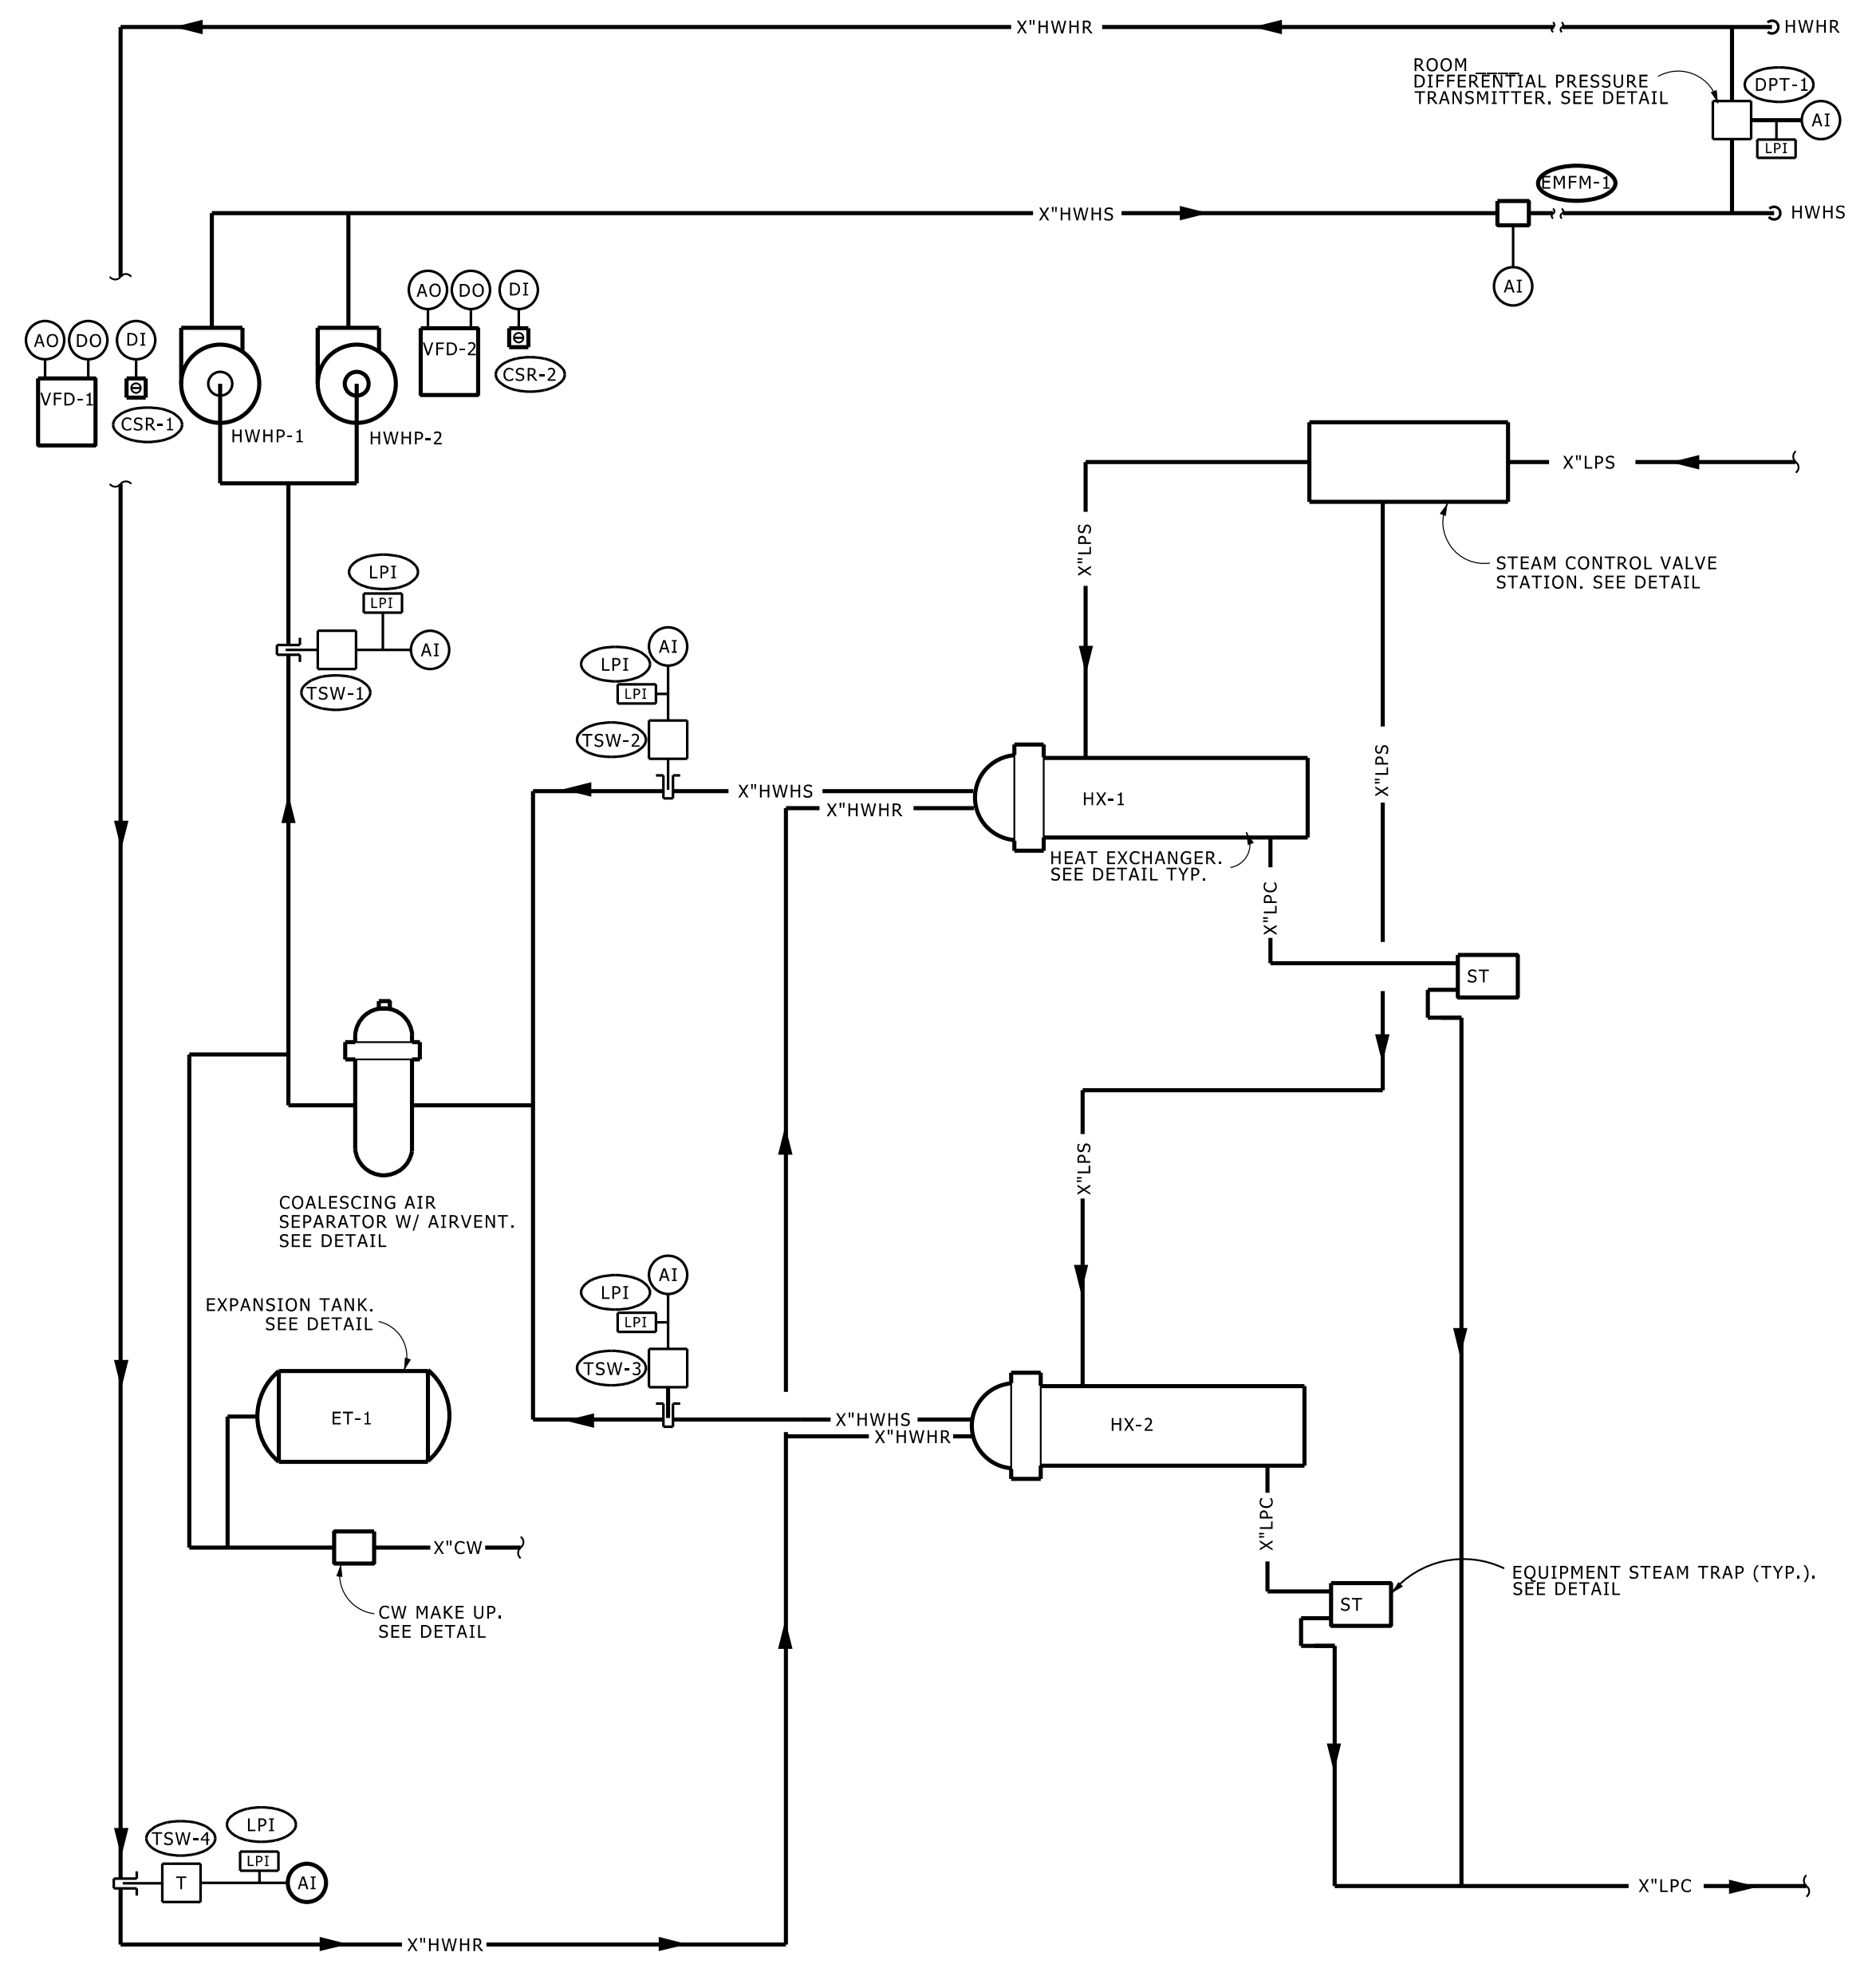 X"HWHR
HWHR
ROOM ____
DIFFERENTIAL PRESSURE
TRANSMITTER. SEE DETAIL
DPT-1
AI
LPI
EMFM-1
X"HWHS
HWHS
AI
AO
DO
DI
VFD-2
CSR-2
AO
DO
DI
VFD-1
CSR-1
HWHP-1
HWHP-2
X"LPS
X"LPS
STEAM CONTROL VALVE
STATION. SEE DETAIL
LPI
LPI
AI
TSW-1
AI
LPI
LPI
TSW-2
X"LPS
X"HWHS
X"HWHR
HX-1
HEAT EXCHANGER.
SEE DETAIL TYP.
X"LPC
ST
X"LPS
COALESCING AIR
SEPARATOR W/ AIRVENT.
SEE DETAIL
AI
LPI
LPI
TSW-3
EXPANSION TANK.
SEE DETAIL
ET-1
X"HWHS
X"HWHR
HX-2
X"LPC
X"CW
CW MAKE UP.
SEE DETAIL
EQUIPMENT STEAM TRAP (TYP.).
SEE DETAIL
ST
TSW-4
LPI
LPI
T
AI
X"LPC
X"HWHR